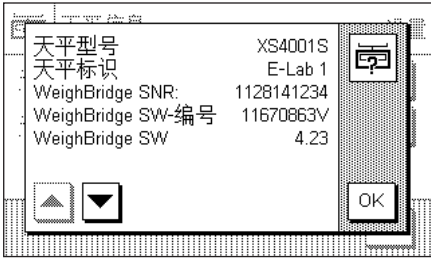 天平型号 XS4001S
天平标识 E-Lab 1
WeighBridge SNR: 1128141234
WeighBridge SW-编号 11670863V
WeighBridge SW 4.23
OK